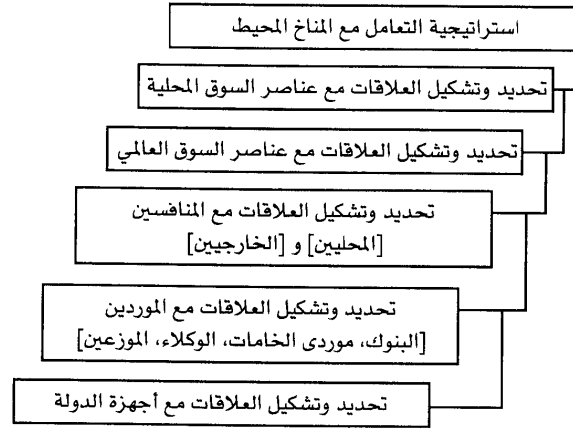 استراتيجية التعامل مع المناخ المحيط
تحديد وتشكيل العلاقات مع عناصر السوق المحلية
تحديد وتشكيل العلاقات مع عناصر السوق العالمي
تحديد وتشكيل العلاقات مع المنافسين
[المحليين] و [الخارجيين]
تحديد وتشكيل العلاقات مع الموردين
[البنوك، موردى الخامات، الوكلاء، الموزعين]
تحديد وتشكيل العلاقات مع أجهزة الدولة